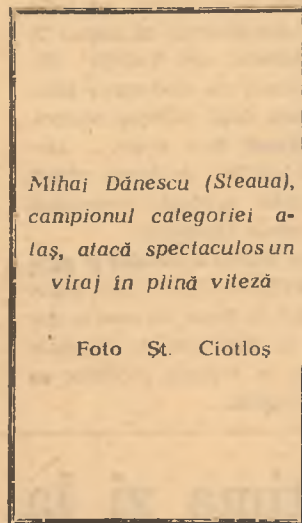 Mihai Dănescu (Steaua),
campionul categoriei a-
taş, atacă spectaculos un
viraj în plină viteză
Foto Şt. Ciotloş